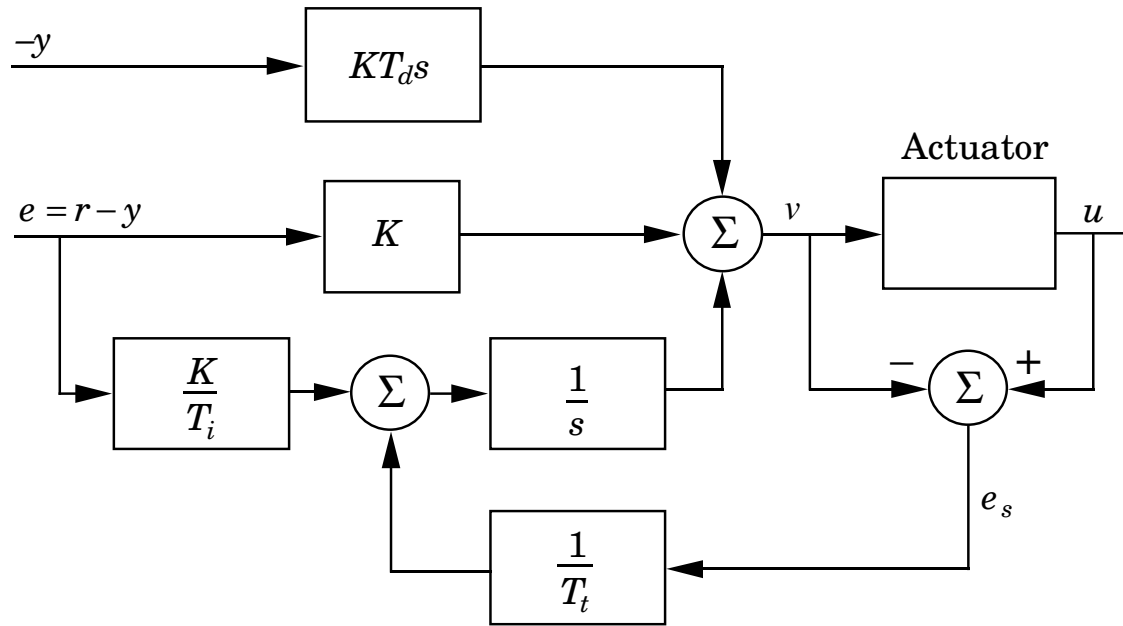 –y
KT_d s
Actuator
e = r – y
K
Σ
v
u
K
T_i
Σ
1
s
–
Σ
+
1
T_t
e_s